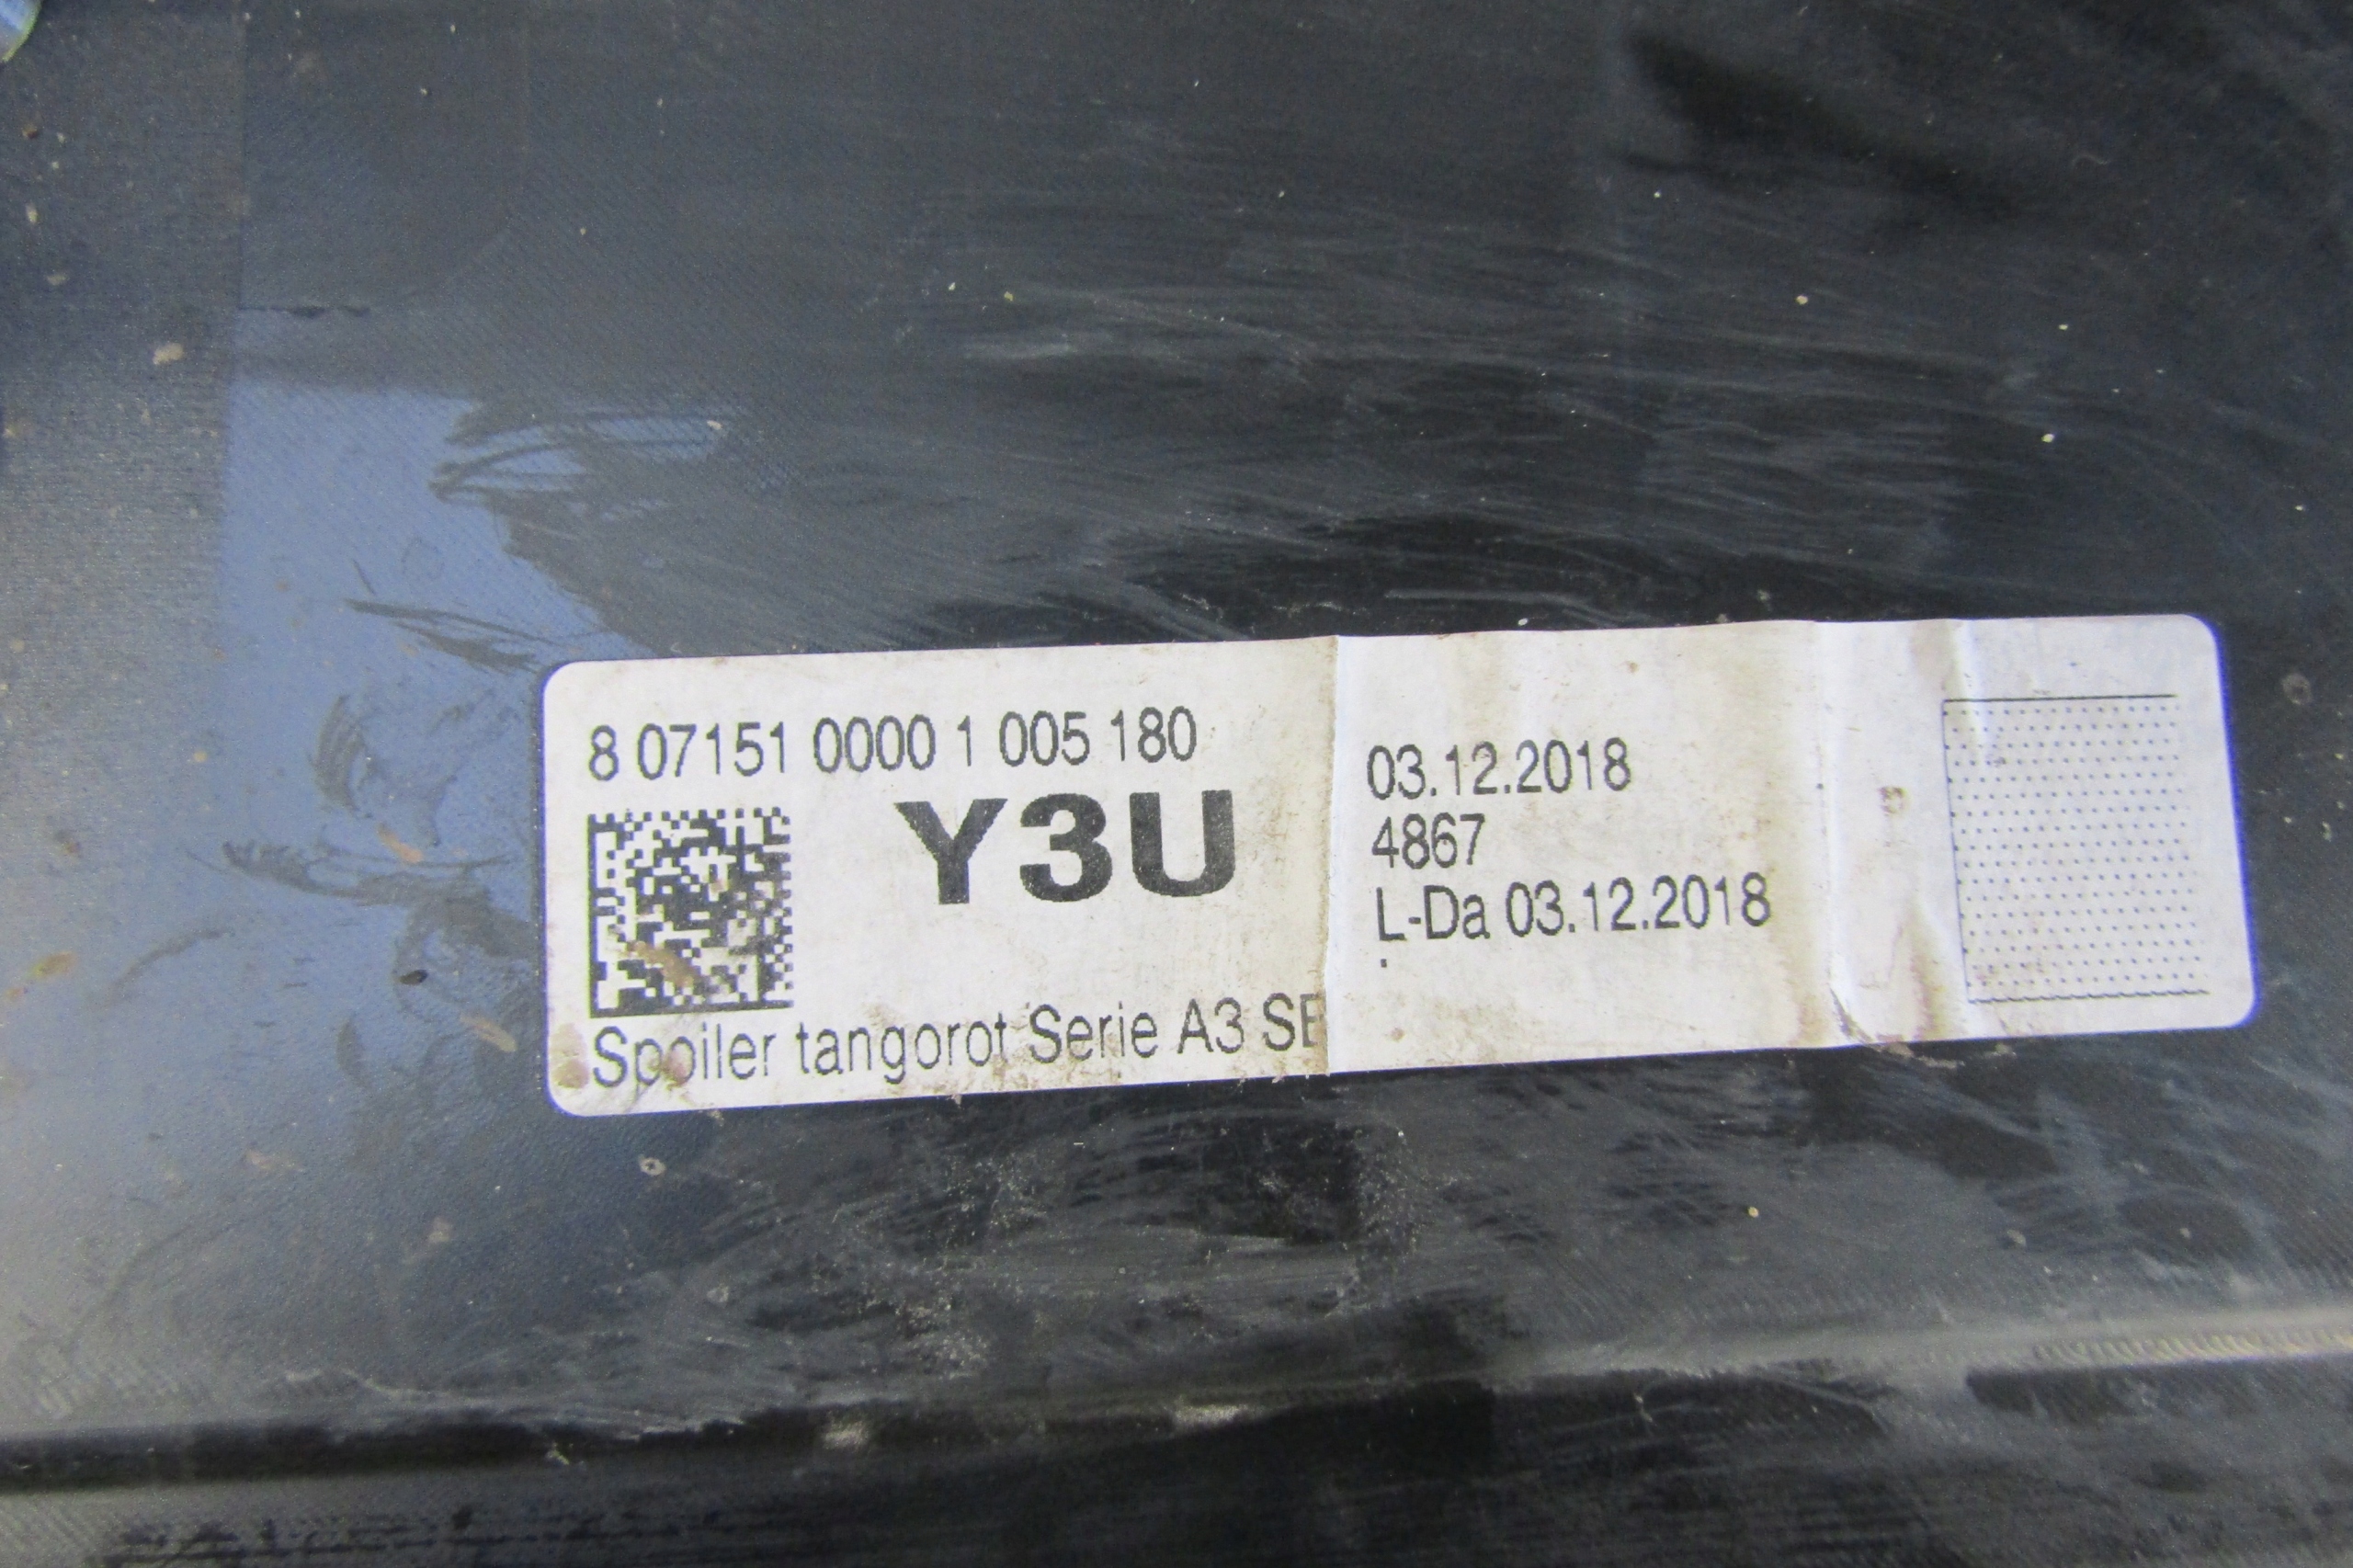 8 07151 0000 1 005 180
Y3U
Spoiler tangorot Serie A3
03.12.2018
4867
L-Da 03.12.2018